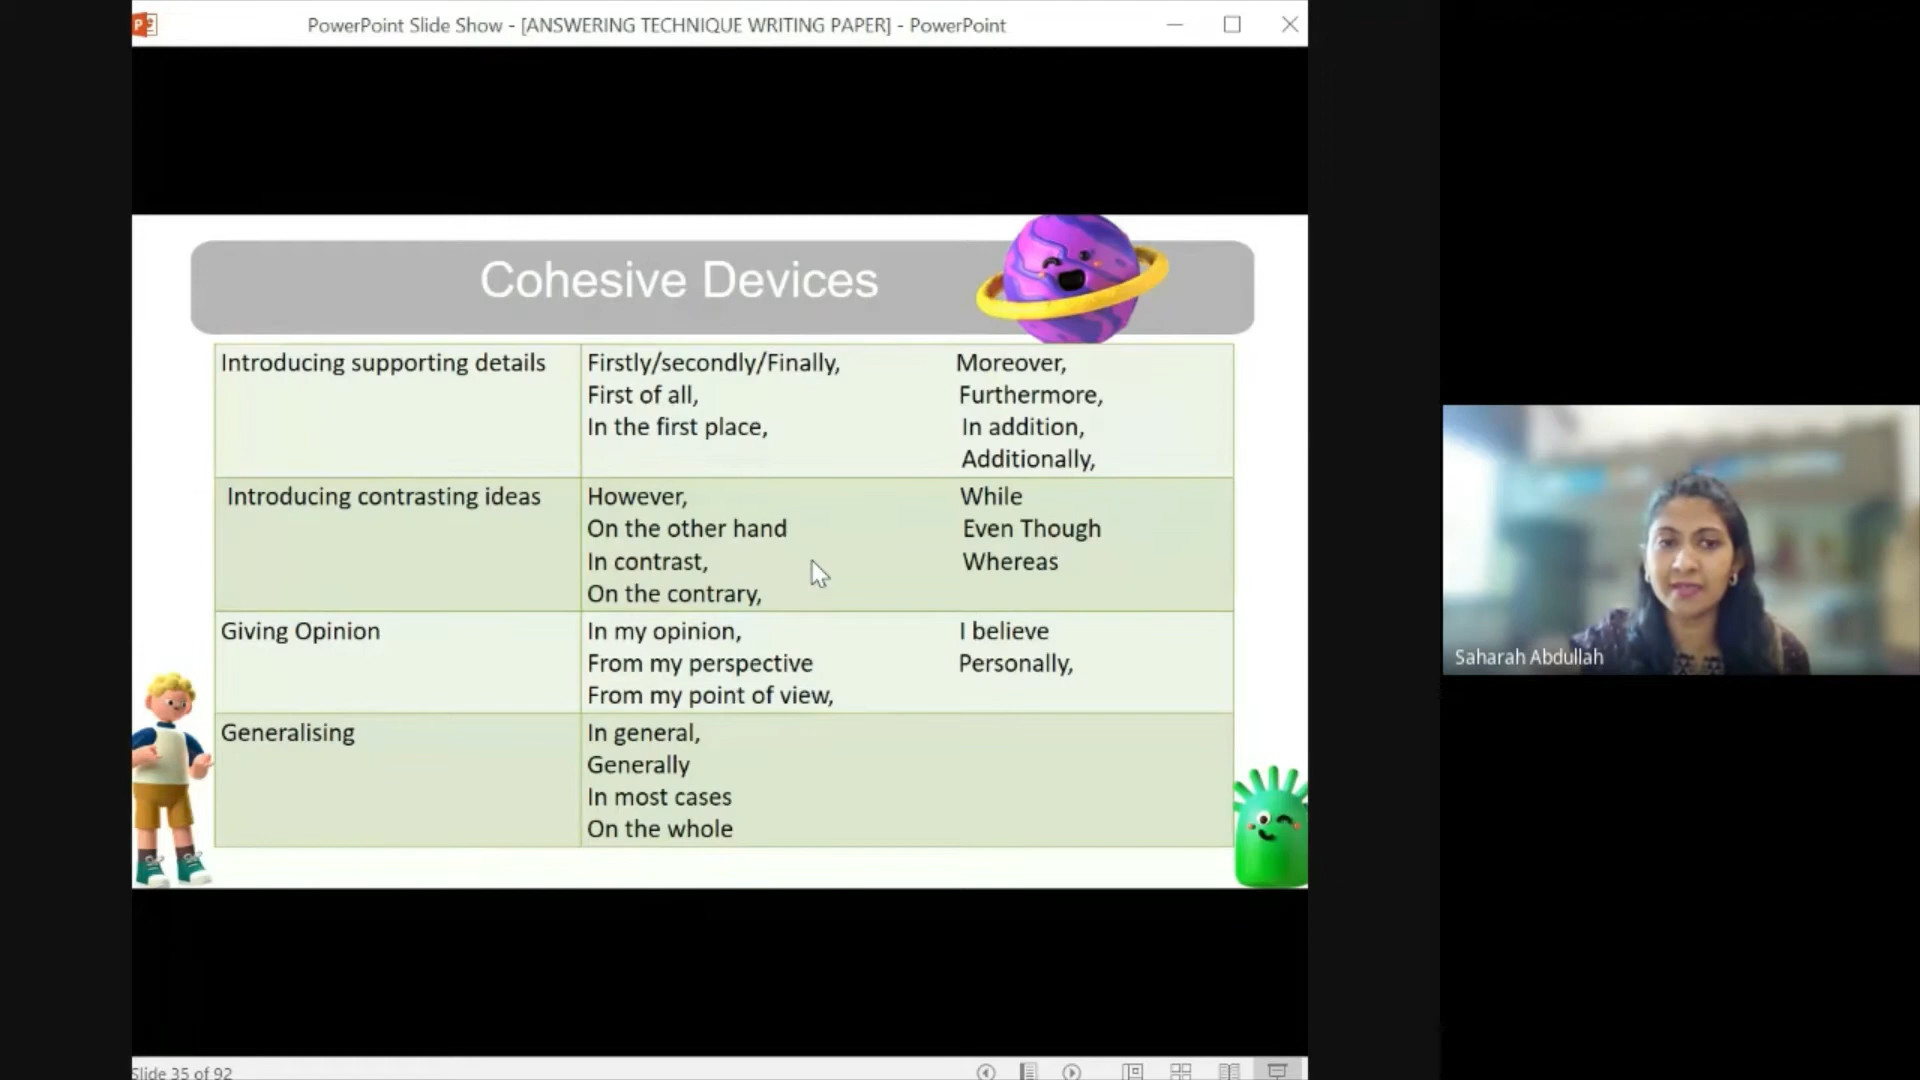 PowerPoint Slide Show - [ANSWERING TECHNIQUE WRITING PAPER] - PowerPoint
Cohesive Devices
Introducing supporting details
Firstly/secondly/Finally,
First of all,
In the first place,
Moreover,
Furthermore,
In addition,
Additionally,
Introducing contrasting ideas
However,
On the other hand
In contrast,
On the contrary,
While
Even Though
Whereas
Giving Opinion
In my opinion,
From my perspective
From my point of view,
I believe
Personally,
Generalising
In general,
Generally
In most cases
On the whole
Saharah Abdullah
Slide 35 of 92